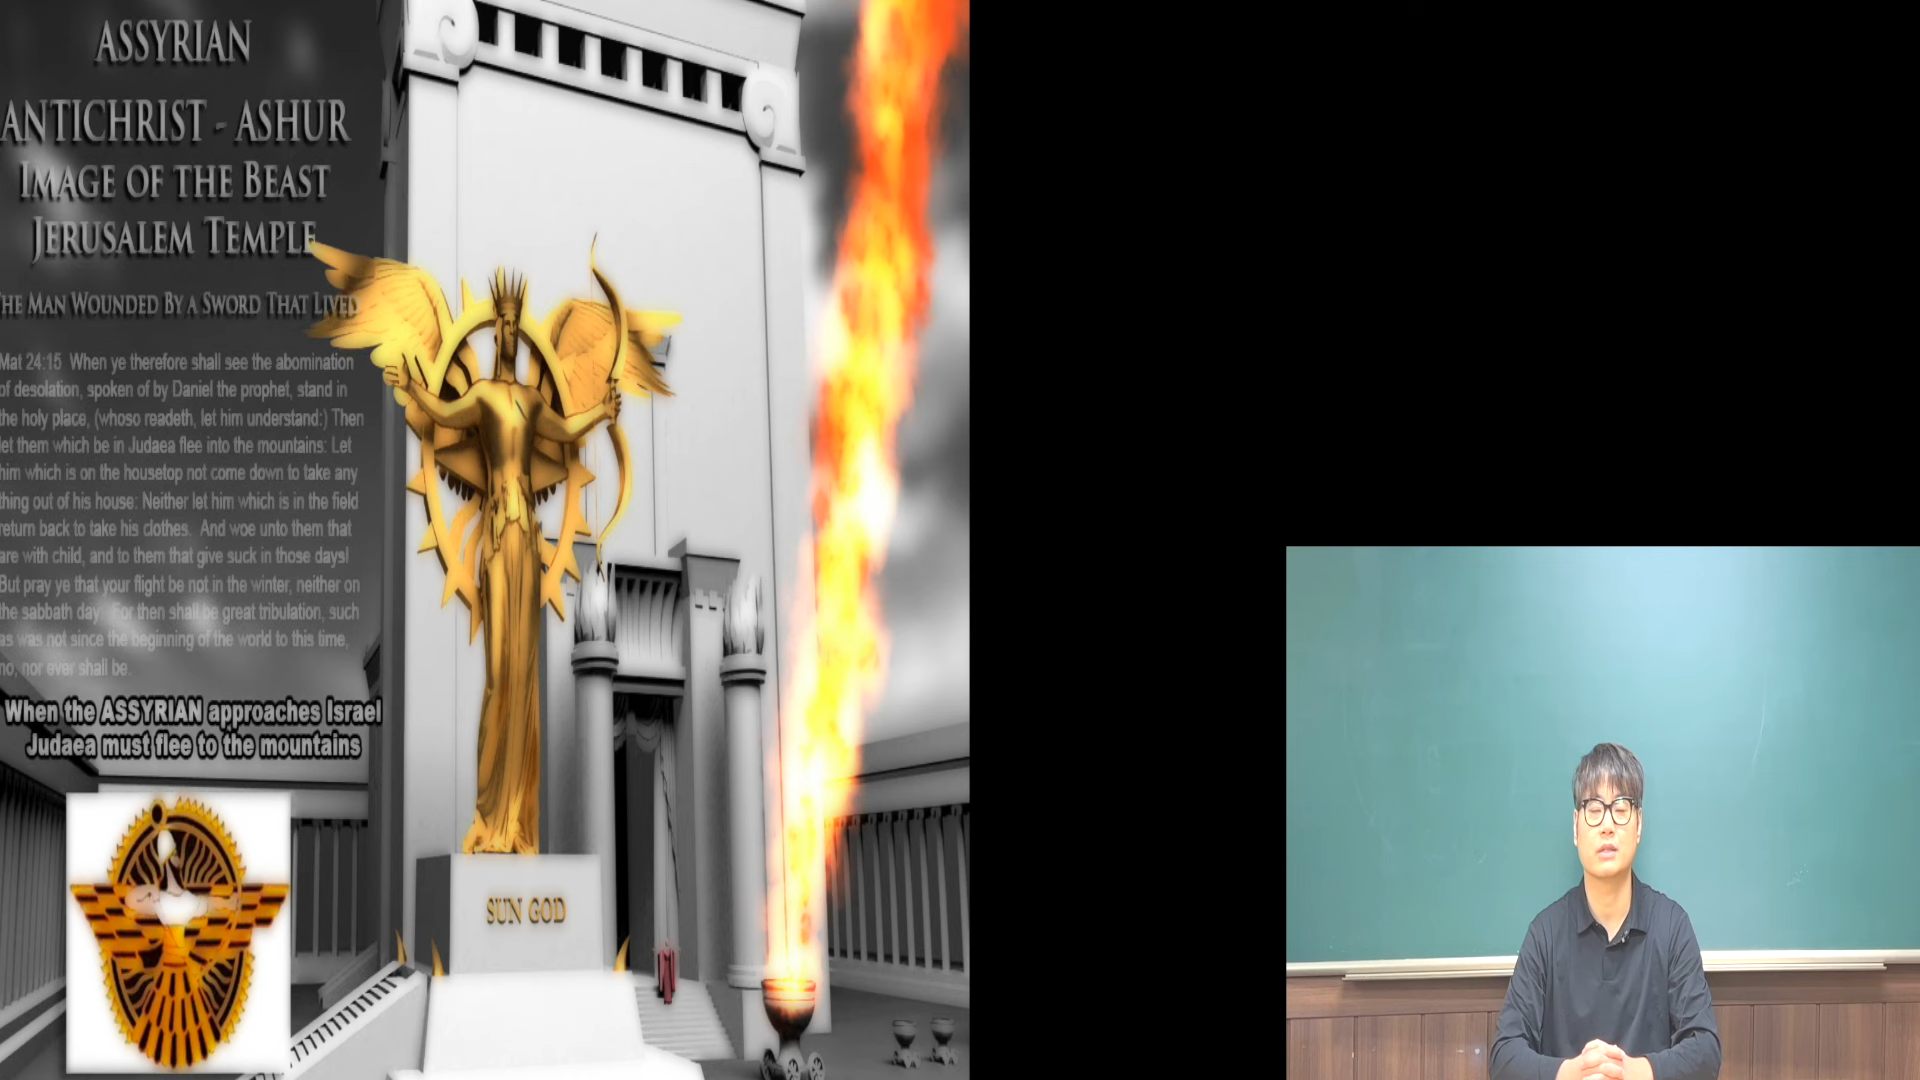 ASSYRIAN
ANTICHRIST - ASHUR
IMAGE OF THE BEAST
JERUSALEM TEMPLE
THE MAN WOUNDED BY A SWORD THAT LIVED
Mat 24:15 When ye therefore shall see the abomination
of desolation, spoken of by Daniel the prophet, stand in
the holy place, (whoso readeth, let him understand:) Then
let them which be in Judaea flee into the mountains: Let
him which is on the housetop not come down to take any
thing out of his house: Neither let him which is in the field
return back to take his clothes. And woe unto them that
are with child, and to them that give suck in those days!
But pray ye that your flight be not in the winter, neither on
the sabbath day: For then shall be great tribulation, such
as was not since the beginning of the world to this time,
no, nor ever shall be.
When the ASSYRIAN approaches Israel
Judaea must flee to the mountains
SUN GOD